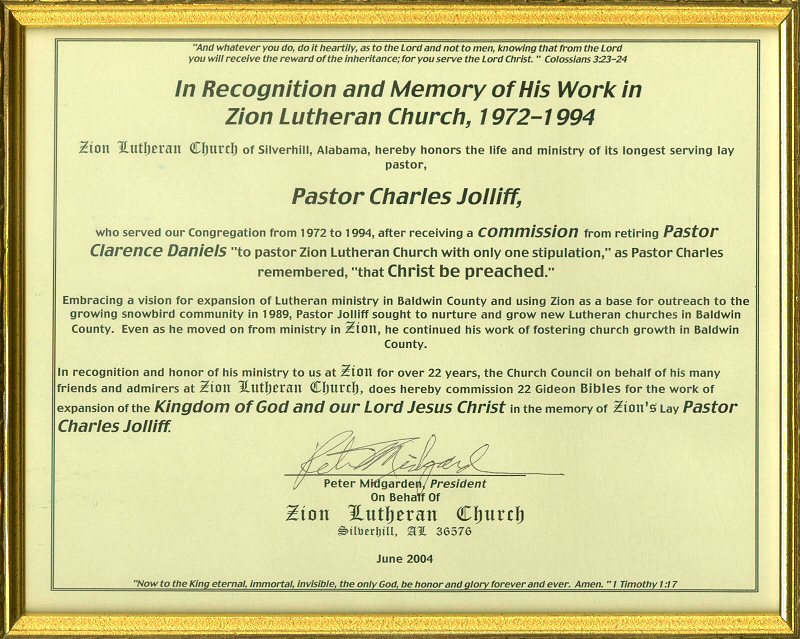 "And whatever you do, do it heartily, as to the Lord and not to men, knowing that from the Lord
you will receive the reward of the inheritance; for you serve the Lord Christ. " Colossians 3:23-24
In Recognition and Memory of His Work in
Zion Lutheran Church, 1972-1994
Zion Lutheran Church of Silverhill, Alabama, hereby honors the life and ministry of its longest serving lay
pastor,
Pastor Charles Jolliff,
who served our Congregation from 1972 to 1994, after receiving a commission from retiring Pastor
Clarence Daniels "to pastor Zion Lutheran Church with only one stipulation," as Pastor Charles
remembered, "that Christ be preached."
Embracing a vision for expansion of Lutheran ministry in Baldwin County and using Zion as a base for outreach to the
growing snowbird community in 1989, Pastor Jolliff sought to nurture and grow new Lutheran churches in Baldwin
County. Even as he moved on from ministry in Zion, he continued his work of fostering church growth in Baldwin
County.
In recognition and honor of his ministry to us at Zion for over 22 years, the Church Council on behalf of his many
friends and admirers at Zion Lutheran Church, does hereby commission 22 Gideon Bibles for the work of
expansion of the Kingdom of God and our Lord Jesus Christ in the memory of Zion's Lay Pastor
Charles Jolliff.
Peter Midgarden
Peter Midgarden, President
On Behalf Of
Zion Lutheran Church
Silverhill, AL 36576
June 2004
"Now to the King eternal, immortal, invisible, the only God, be honor and glory forever and ever. Amen. "1 Timothy 1:17